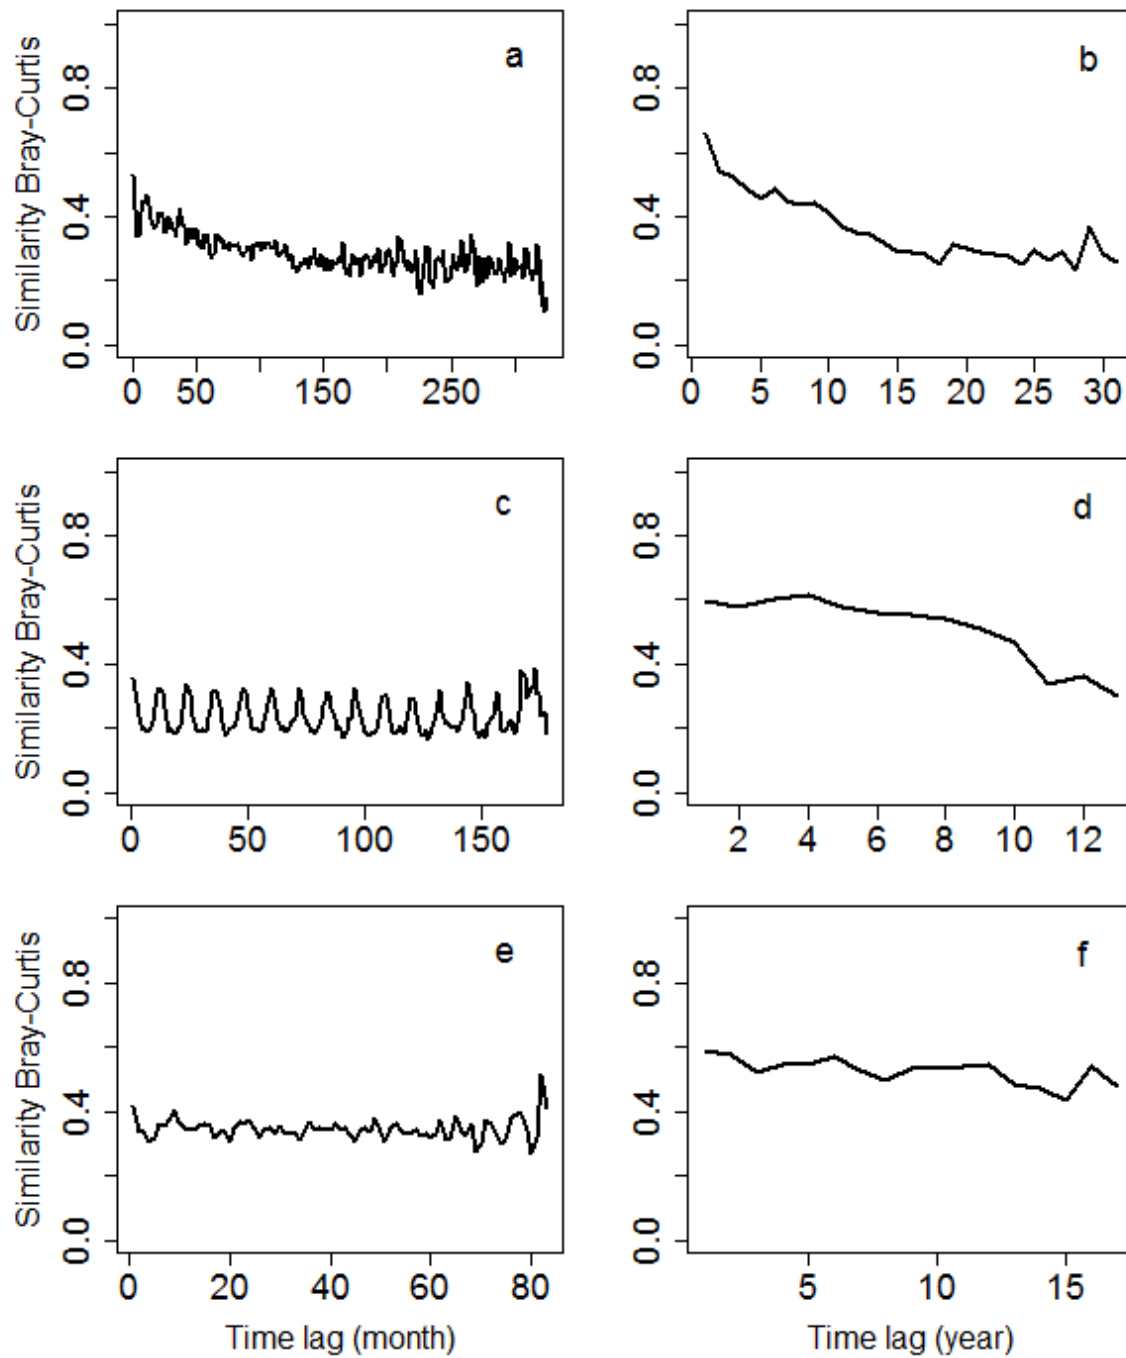 a
Similarity Bray-Curtis
0.0 0.4 0.8
0 50 150 250
b
0.0 0.4 0.8
0 5 10 15 20 25 30
c
Similarity Bray-Curtis
0.0 0.4 0.8
0 50 100 150
d
0.0 0.4 0.8
2 4 6 8 10 12
e
Similarity Bray-Curtis
0.0 0.4 0.8
0 20 40 60 80
Time lag (month)
f
0.0 0.4 0.8
5 10 15
Time lag (year)